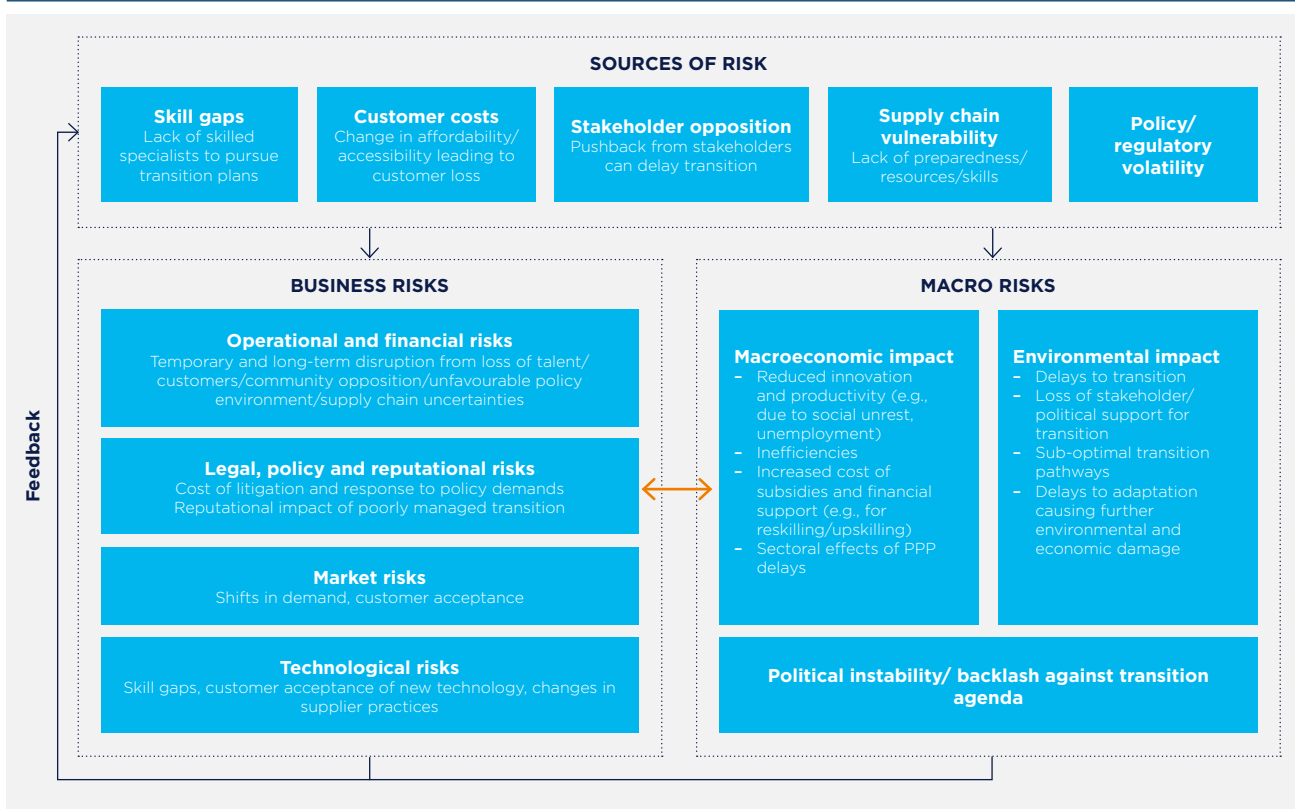 SOURCES OF RISK
Skill gaps
Lack of skilled
specialists to pursue
transition plans
Customer costs
Change in affordability/
accessibility leading to
customer loss
Stakeholder opposition
Pushback from stakeholders
can delay transition
Supply chain
vulnerability
Lack of preparedness/
resources/skills
Policy/
regulatory
volatility
Feedback
BUSINESS RISKS
Operational and financial risks
Temporary and long-term disruption from loss of talent/
customers/community opposition/unfavourable policy
environment/supply chain uncertainties
Legal, policy and reputational risks
Cost of litigation and response to policy demands
Reputational impact of poorly managed transition
Market risks
Shifts in demand, customer acceptance
Technological risks
Skill gaps, customer acceptance of new technology, changes in
supplier practices
MACRO RISKS
Macroeconomic impact
– Reduced innovation
and productivity (e.g.,
due to social unrest,
unemployment)
– Inefficiencies
– Increased cost of
subsidies and financial
support (e.g., for
reskilling/upskilling)
– Sectoral effects of PPP
delays
Environmental impact
– Delays to transition
– Loss of stakeholder/
political support for
transition
– Sub-optimal transition
pathways
– Delays to adaptation
causing further
environmental and
economic damage
Political instability/ backlash against transition
agenda